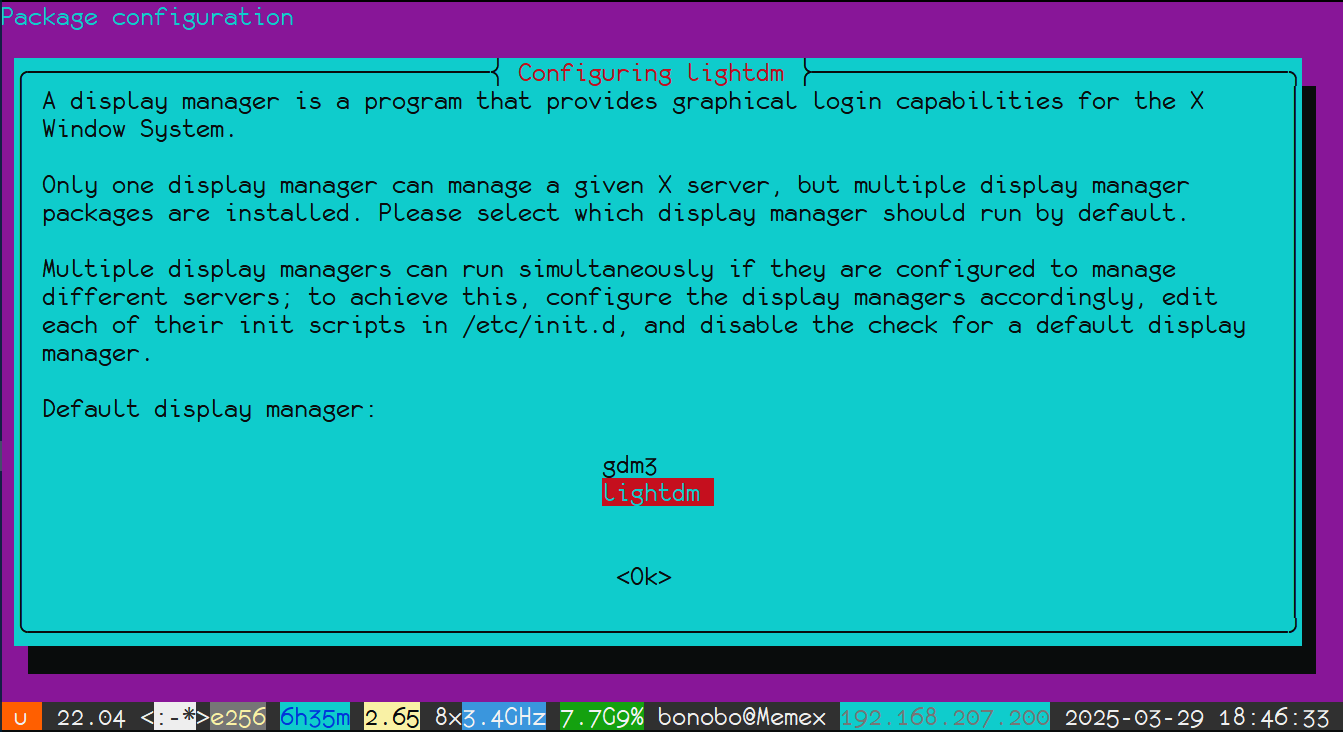 Package configuration
Configuring lightdm
A display manager is a program that provides graphical login capabilities for the X
Window System.
Only one display manager can manage a given X server, but multiple display manager
packages are installed. Please select which display manager should run by default.
Multiple display managers can run simultaneously if they are configured to manage
different servers; to achieve this, configure the display managers accordingly, edit
each of their init scripts in /etc/init.d, and disable the check for a default display
manager.
Default display manager:
gdm3
lightdm
<Ok>
u 22.04 <:-*>e256 6h35m 2.65 8x3.4GHz 7.7G9% bonobo@Memex 192.168.207.200 2025-03-29 18:46:33